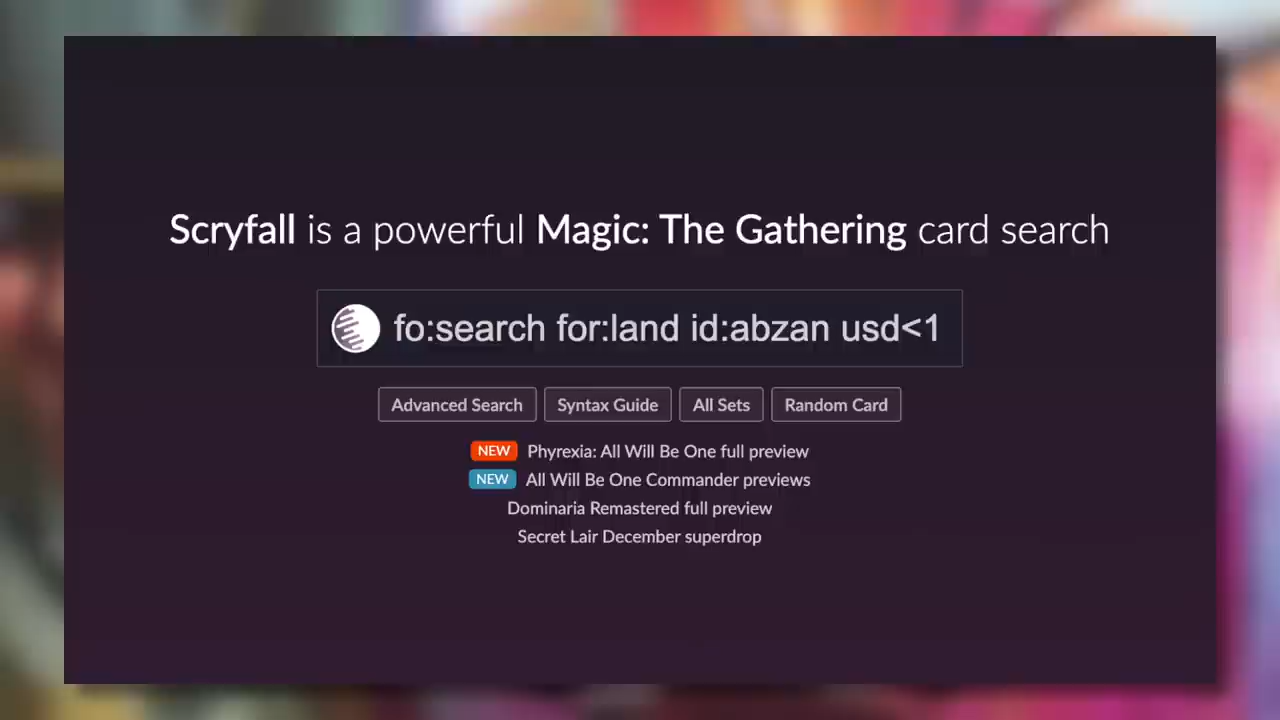 Scryfall is a powerful Magic: The Gathering card search
fo:search for:land id:abzan usd<1
Advanced Search Syntax Guide All Sets Random Card
NEW Phyrexia: All Will Be One full preview
NEW All Will Be One Commander previews
Dominaria Remastered full preview
Secret Lair December superdrop